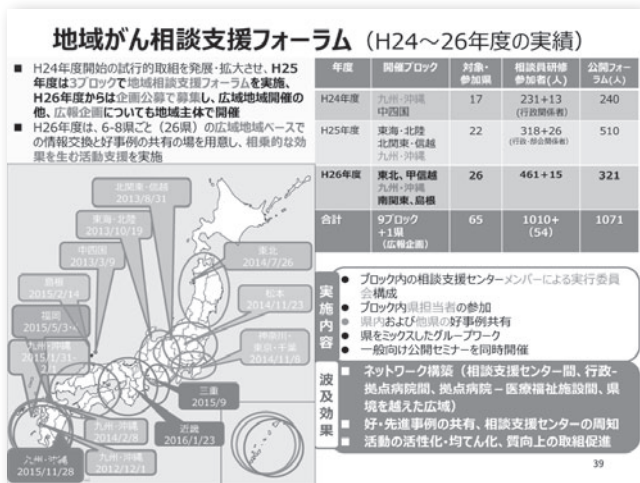 地域がん相談支援フォーラム（H24～26年度の実績）
■ H24年度開始の試行的取組を発展・拡大させ、H25
年度は3ブロックで地域相談支援フォーラムを実施、
H26年度からは企画公募で募集し、広域地域開催の
他、広報企画についても地域主体で開催
■ H26年度は、6-8県ごと（26県）の広域地域ベース
での情報交換と好事例の共有の場を用意し、相乗的な効
果を生む活動支援を実施
年度 開催ブロック 対象・参加県 相談員研修参加者(人) 公開フォーラム(人)
H24年度 九州・沖縄 中四国 17 231+13 (行政関係者) 240
H25年度 東海・北陸 北関東・信越 九州・沖縄 22 318+26 510
H26年度 東北、甲信越 九州・沖縄 南関東、島根 26 461+15 321
合計 9ブロック +1県 (広報企画) 65 1010+ (54) 1071
北関東・信越
2013/8/31
東海・北陸
2013/10/19
中四国
2013/3/9
東北
2014/7/26
島根
2015/2/14
松本
2014/11/23
福岡
2015/5/3-4
神奈川・
東京・千葉
2014/11/8
九州・沖縄
2015/1/31-
2/1
三重
2015/9
九州・沖縄
2014/2/8
近畿
2016/1/23
九州・沖縄
2015/11/28
九州・沖縄
2012/12/1
実施内容
● ブロック内の相談支援センターメンバーによる実行委員
会構成
● ブロック内県担当者の参加
● 県内および他県の好事例共有
● 県をミックスしたグループワーク
● 一般向け公開セミナーを同時開催
波及効果
■ ネットワーク構築（相談支援センター間、行政-
拠点病院間、拠点病院－医療福祉施設間、県
境を越えた広域）
■ 好・先進事例の共有、相談支援センターの周知
■ 活動の活性化・均てん化、質向上の取組促進
39